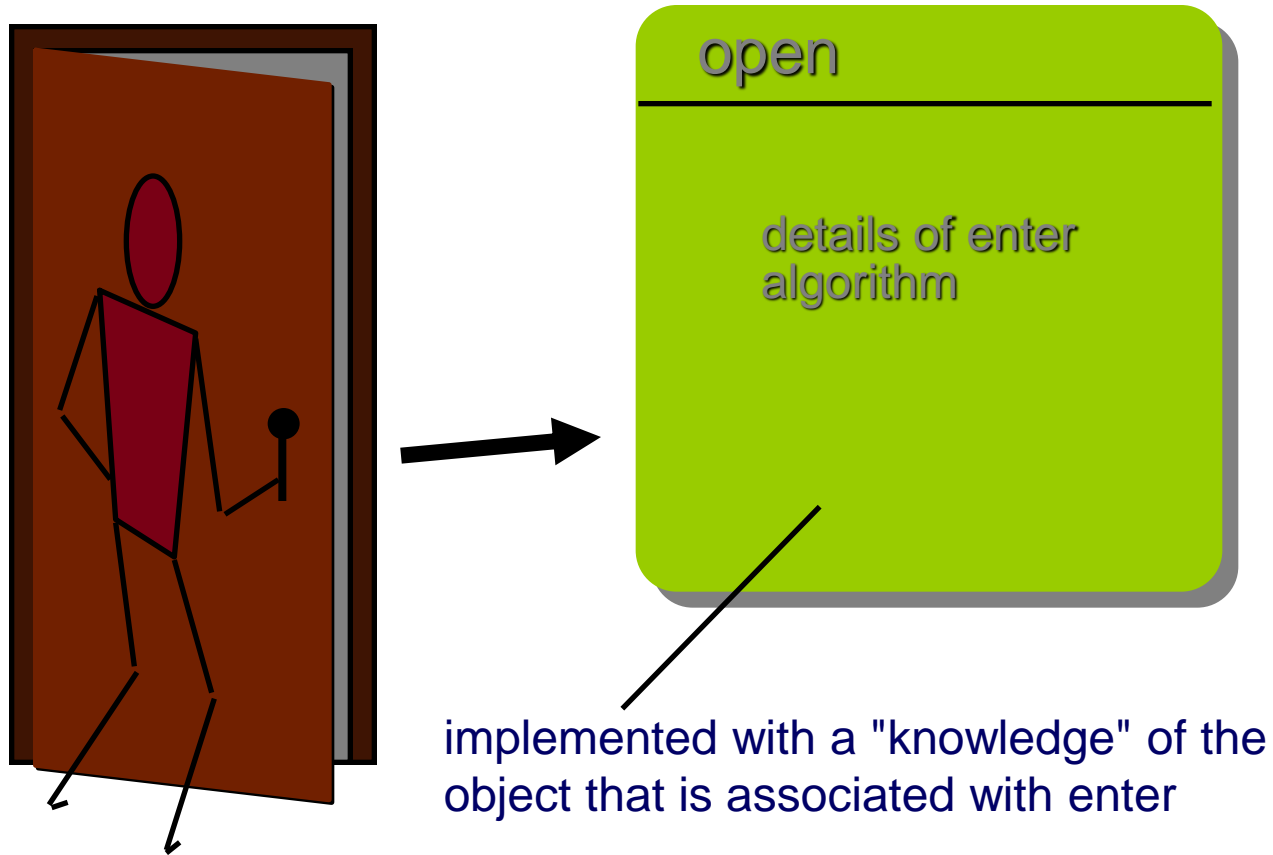 open
details of enter
algorithm
implemented with a "knowledge" of the
object that is associated with enter